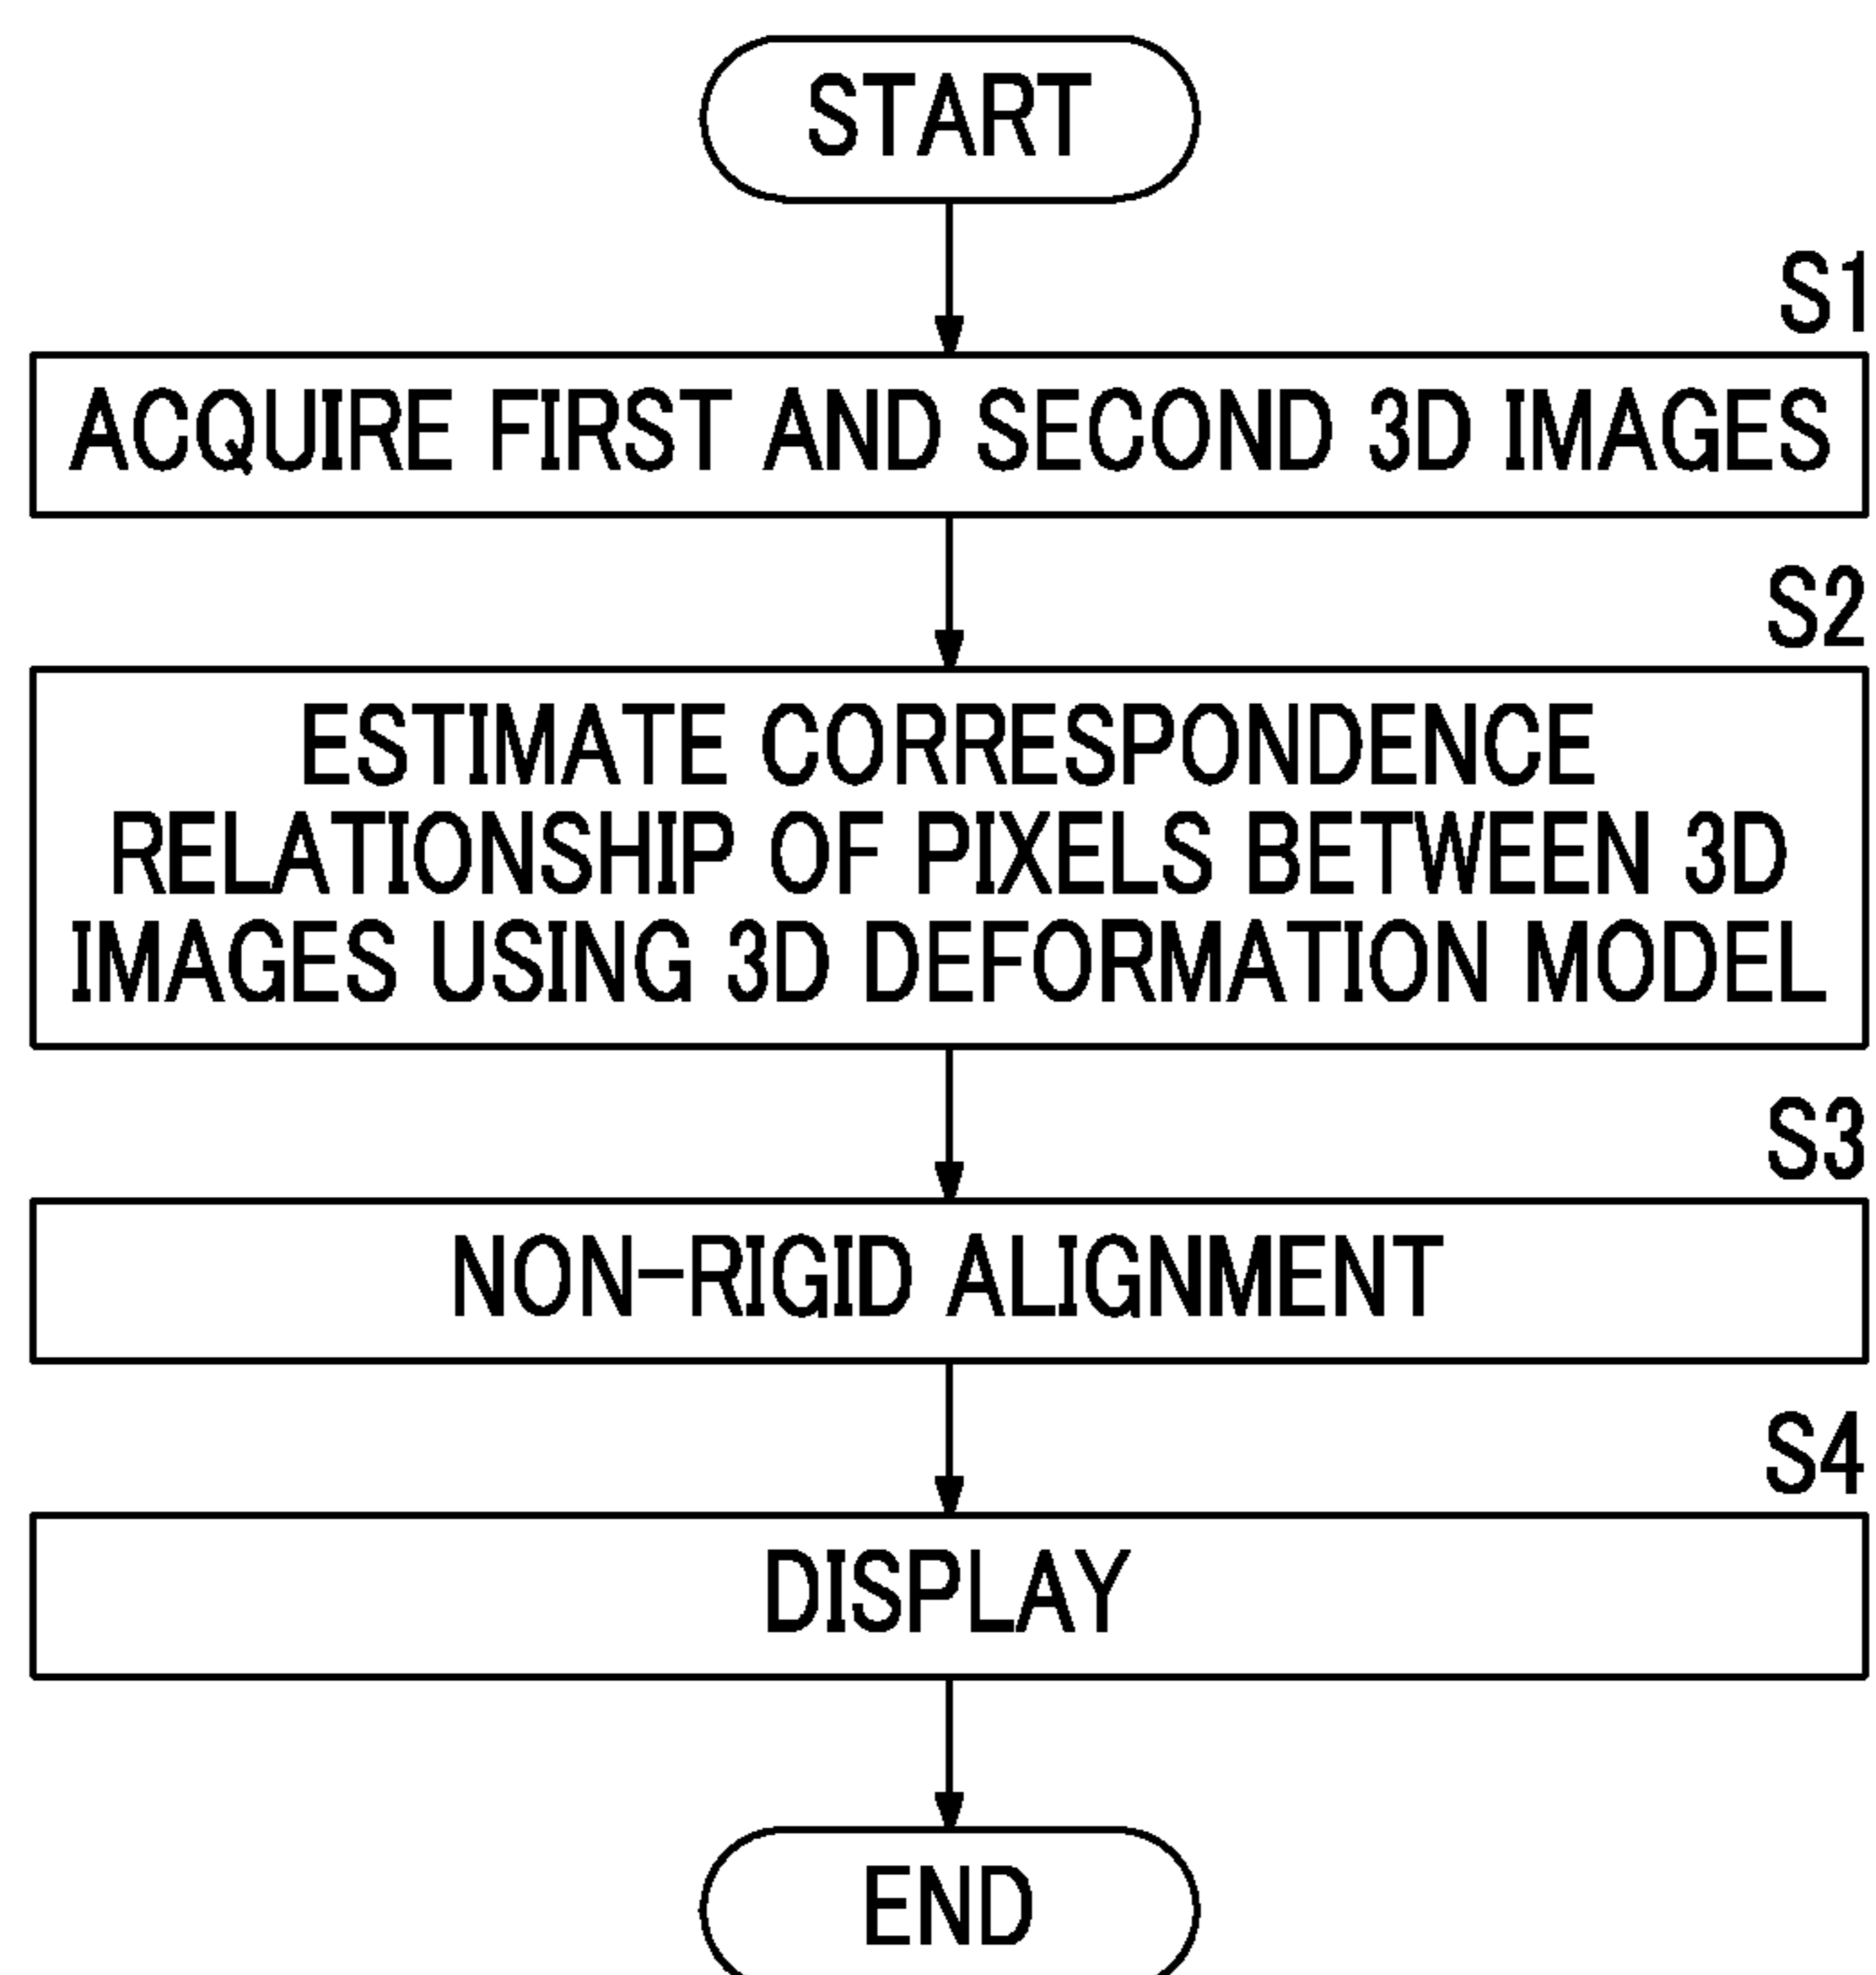 START
S1
ACQUIRE FIRST AND SECOND 3D IMAGES
S2
ESTIMATE CORRESPONDENCE
RELATIONSHIP OF PIXELS BETWEEN 3D
IMAGES USING 3D DEFORMATION MODEL
S3
NON-RIGID ALIGNMENT
S4
DISPLAY
END